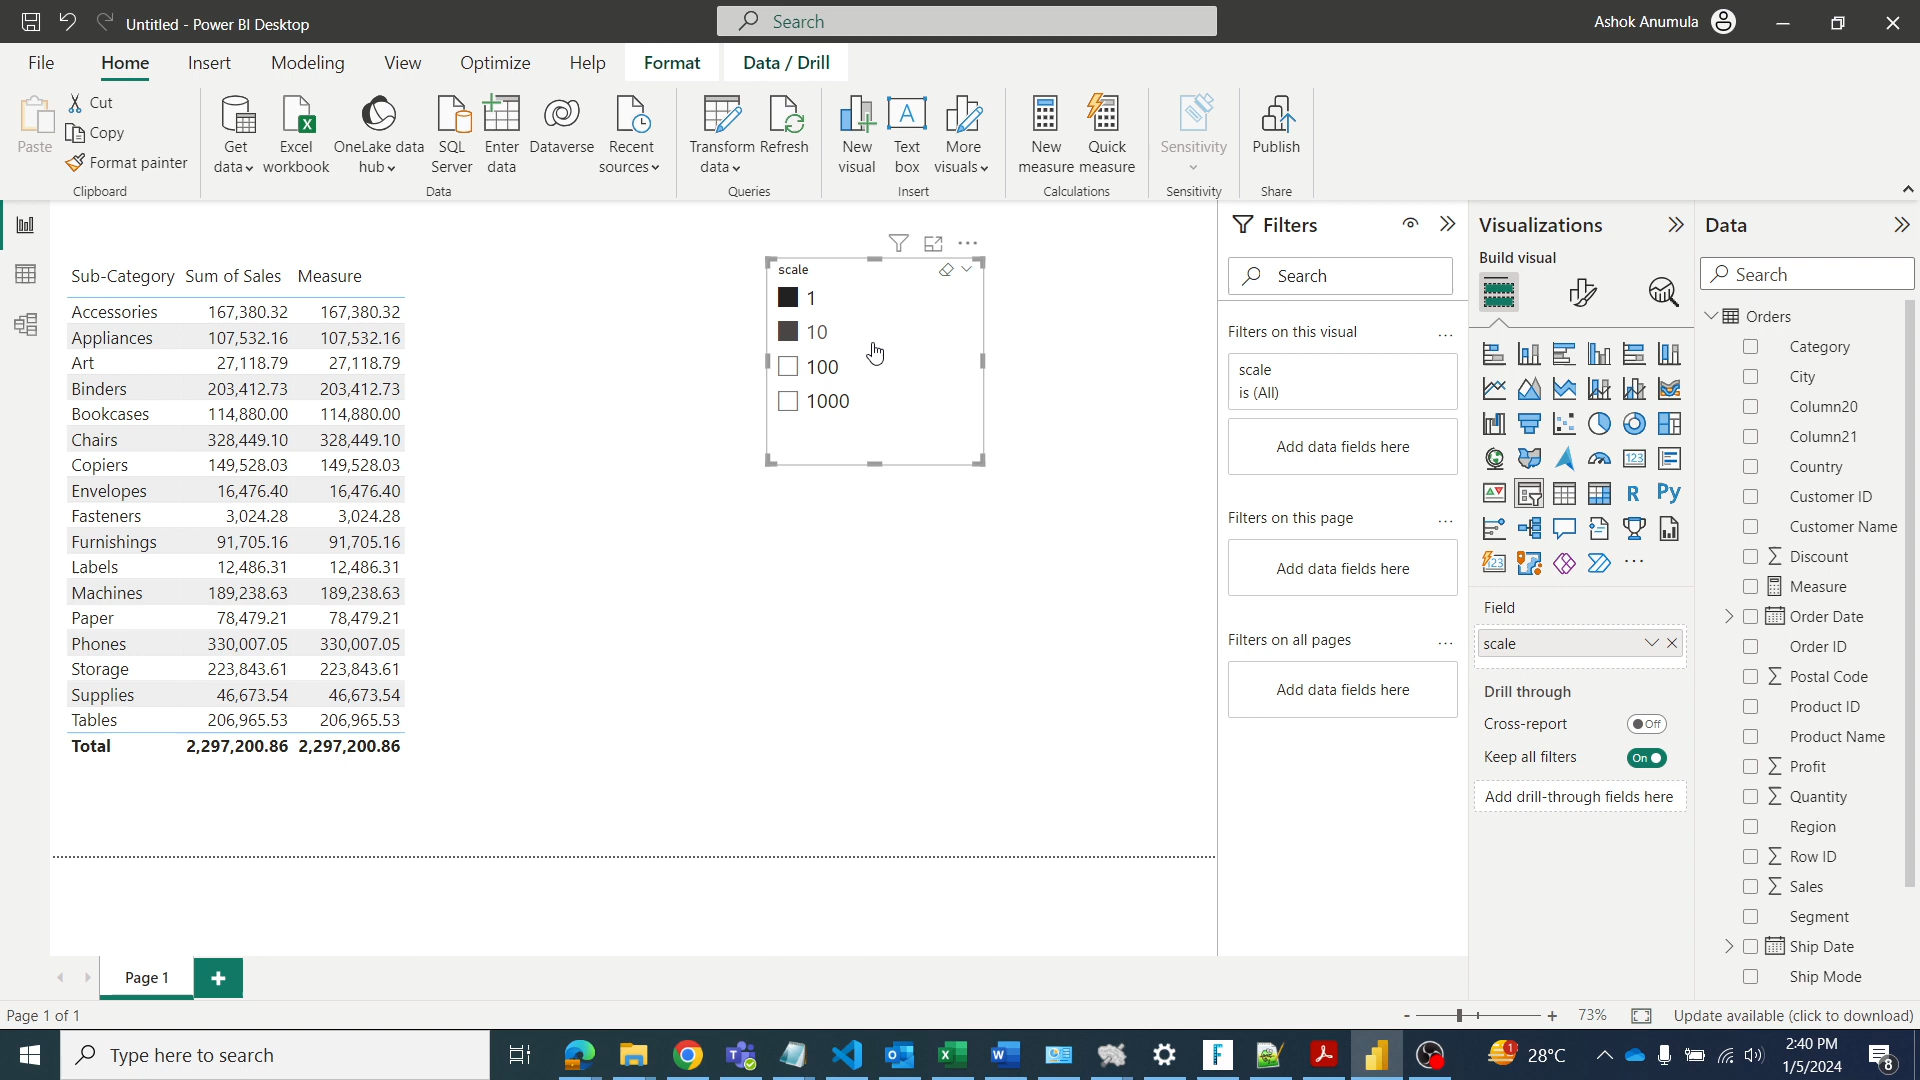 Untitled - Power BI Desktop
Search
Ashok Anumula
File Home Insert Modeling View Optimize Help Format Data / Drill
Paste
Cut
Copy
Format painter
Clipboard
Get data
Excel workbook
OneLake data hub
SQL Server
Enter data
Dataverse
Recent sources
Data
Transform data
Refresh
Queries
New visual
Text box
More visuals
Insert
New measure
Quick measure
Calculations
Sensitivity
Sensitivity
Publish
Share
Sub-Category Sum of Sales Measure
Accessories 167,380.32 167,380.32
Appliances 107,532.16 107,532.16
Art 27,118.79 27,118.79
Binders 203,412.73 203,412.73
Bookcases 114,880.00 114,880.00
Chairs 328,449.10 328,449.10
Copiers 149,528.03 149,528.03
Envelopes 16,476.40 16,476.40
Fasteners 3,024.28 3,024.28
Furnishings 91,705.16 91,705.16
Labels 12,486.31 12,486.31
Machines 189,238.63 189,238.63
Paper 78,479.21 78,479.21
Phones 330,007.05 330,007.05
Storage 223,843.61 223,843.61
Supplies 46,673.54 46,673.54
Tables 206,965.53 206,965.53
Total 2,297,200.86 2,297,200.86
scale
1
10
100
1000
Filters
Search
Filters on this visual ...
scale
is (All)
Add data fields here
Filters on this page ...
Add data fields here
Filters on all pages ...
Add data fields here
Visualizations
Build visual
123
R
Py
123
...
Field
scale
Drill through
Cross-report Off
Keep all filters On
Add drill-through fields here
Data
Search
Orders
Category
City
Column20
Column21
Country
Customer ID
Customer Name
Discount
Measure
Order Date
Order ID
Postal Code
Product ID
Product Name
Profit
Quantity
Region
Row ID
Sales
Segment
Ship Date
Ship Mode
Page 1
Page 1 of 1
- + 73%
Update available (click to download)
Type here to search
1
28°C
2:40 PM
1/5/2024
8